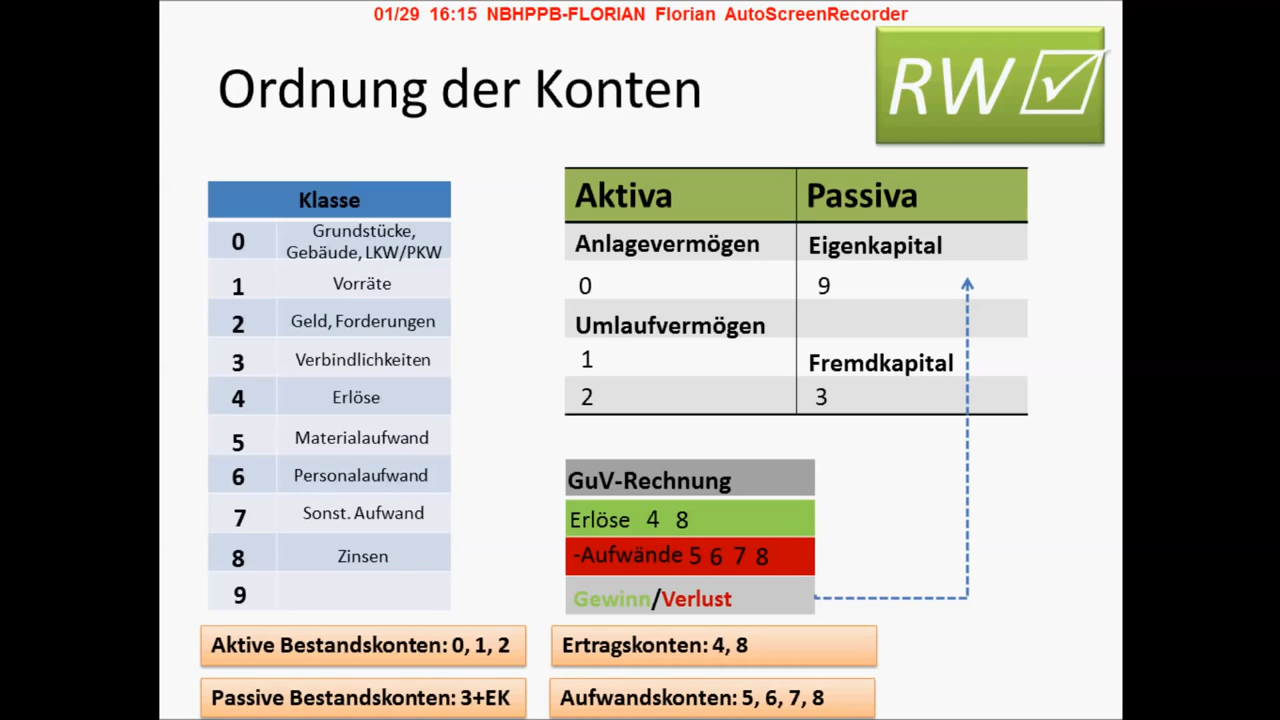 01/29 16:15 NBHPPB-FLORIAN Florian AutoScreenRecorder
Ordnung der Konten
RW
Klasse
0 Grundstücke, Gebäude, LKW/PKW
1 Vorräte
2 Geld, Forderungen
3 Verbindlichkeiten
4 Erlöse
5 Materialaufwand
6 Personalaufwand
7 Sonst. Aufwand
8 Zinsen
9
Aktiva Passiva
Anlagevermögen Eigenkapital
0 9
Umlaufvermögen
1 Fremdkapital
2 3
GuV-Rechnung
Erlöse 4 8
-Aufwände 5 6 7 8
Gewinn/Verlust
Aktive Bestandskonten: 0, 1, 2
Ertragskonten: 4, 8
Passive Bestandskonten: 3+EK
Aufwandskonten: 5, 6, 7, 8